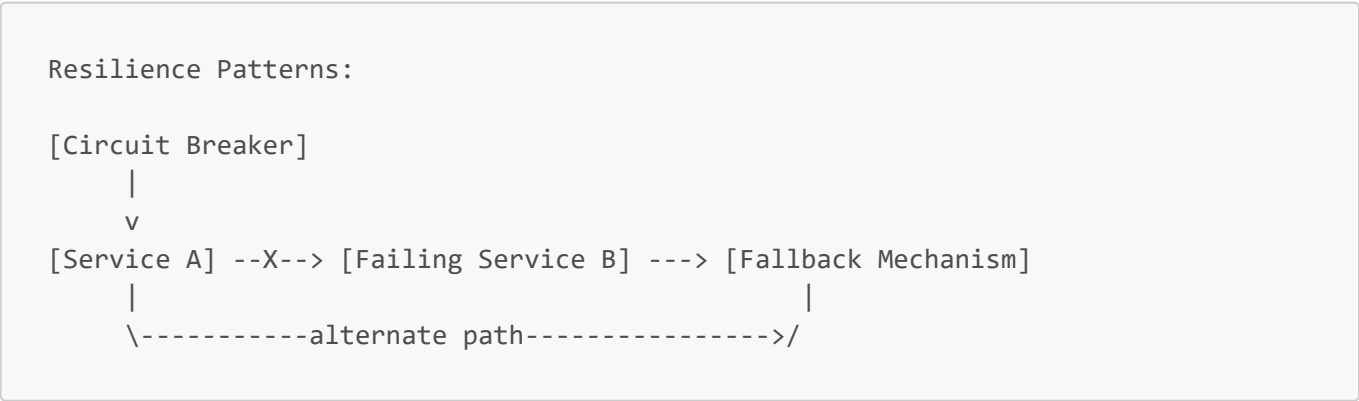 Resilience Patterns:
[Circuit Breaker]
     |
     v
[Service A] --X--> [Failing Service B] ---> [Fallback Mechanism]
     |                                          |
     \-----------alternate path---------------->/